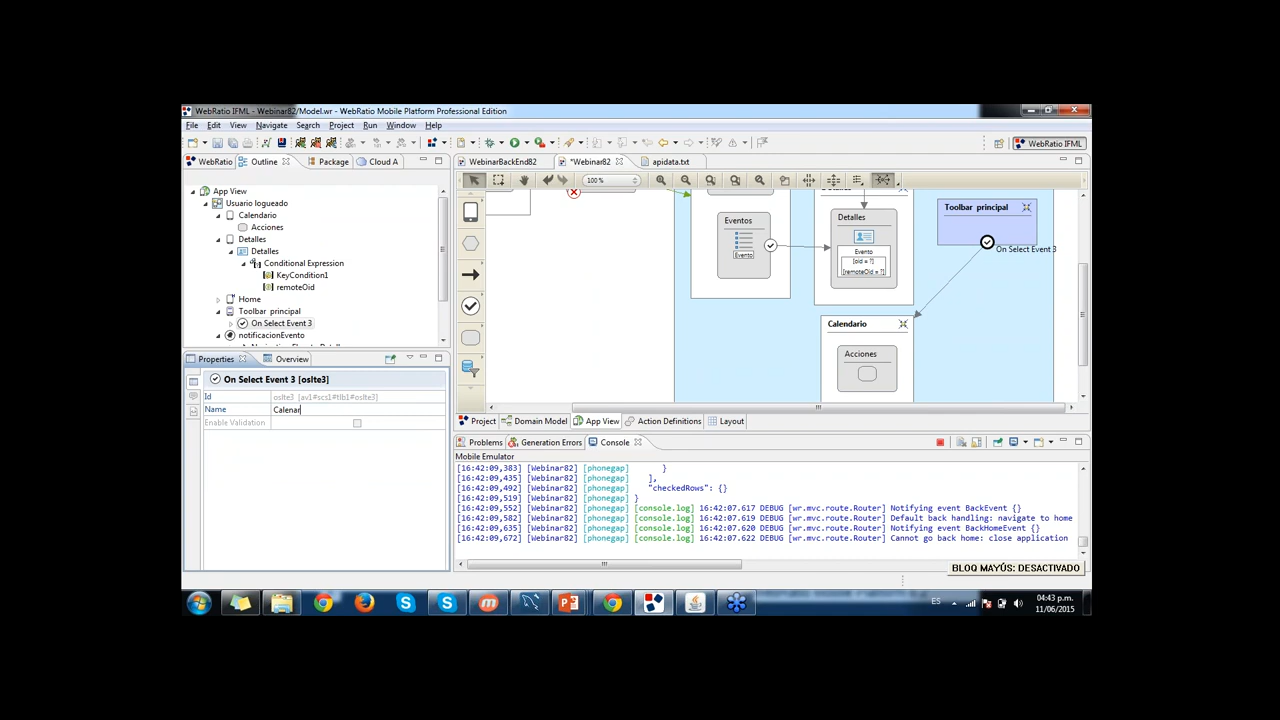 WebRatio IFML - Webinar82/Model.wr - WebRatio Mobile Platform Professional Edition
File Edit View Navigate Search Project Run Window Help
WebRatio IFML
WebRatio Outline Package Cloud A
App View
Usuario logueado
Calendario
Acciones
Detalles
Detalles
Conditional Expression
KeyCondition1
remoteOid
Home
Toolbar principal
On Select Event 3
notificacionEvento
Properties Overview
On Select Event 3 [oslte3]
Id oslte3 [av1#scs1#tlb1#oslte3]
Name Calenar
Enable Validation
WebRatioBackEnd82 *Webinar82 apidata.txt
100 %
Eventos
Evento
Detalles
Evento
[oid = ?]
[remoteOid = ?]
Toolbar principal
On Select Event 3
Calendario
Acciones
Project Domain Model App View Action Definitions Layout
Problems Generation Errors Console
Mobile Emulator
[16:42:09,383] [Webinar82] [phonegap] }
[16:42:09,435] [Webinar82] [phonegap] ],
[16:42:09,492] [Webinar82] [phonegap] "checkedRows": {}
[16:42:09,519] [Webinar82] [phonegap] }
[16:42:09,552] [Webinar82] [phonegap] [console.log] 16:42:07.617 DEBUG [wr.mvc.route.Router] Notifying event BackEvent {}
[16:42:09,582] [Webinar82] [phonegap] [console.log] 16:42:07.619 DEBUG [wr.mvc.route.Router] Default back handling: navigate to home
[16:42:09,635] [Webinar82] [phonegap] [console.log] 16:42:07.620 DEBUG [wr.mvc.route.Router] Notifying event BackHomeEvent {}
[16:42:09,672] [Webinar82] [phonegap] [console.log] 16:42:07.622 DEBUG [wr.mvc.route.Router] Cannot go back home: close application
BLOQ MAYÚS: DESACTIVADO
ES
04:43 p.m.
11/06/2015